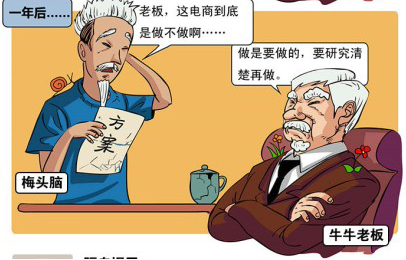 一年后……
老板，这电商到底
是做不做啊……
做是要做的，要研究清
楚再做。
方案
梅头脑
牛牛老板